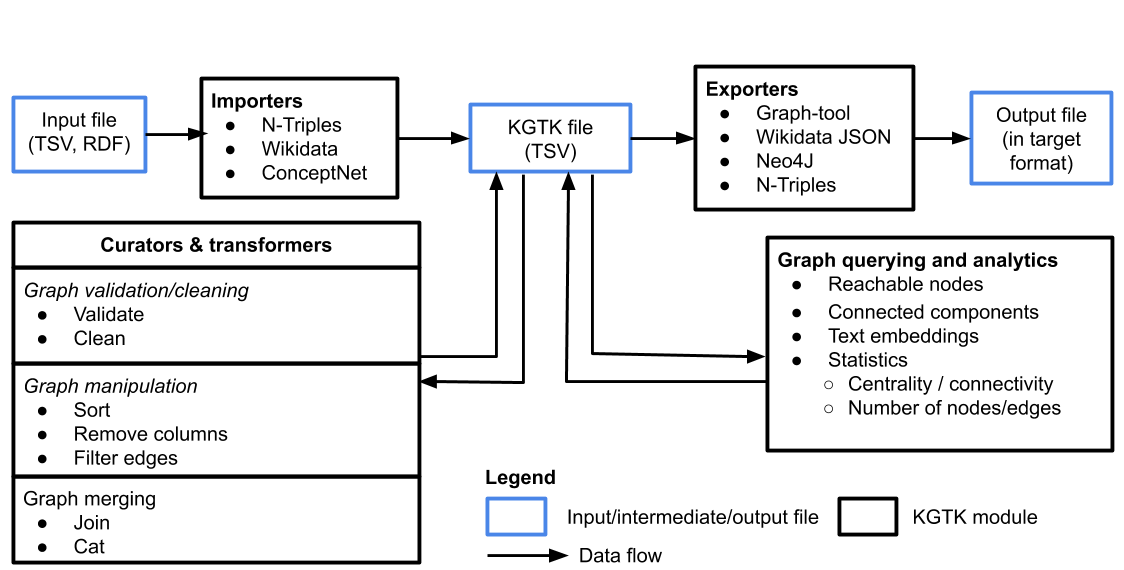 Input file
(TSV, RDF)
Importers
● N-Triples
● Wikidata
● ConceptNet
KGTK file
(TSV)
Exporters
● Graph-tool
● Wikidata JSON
● Neo4J
● N-Triples
Output file
(in target
format)
Curators & transformers
Graph validation/cleaning
● Validate
● Clean
Graph manipulation
● Sort
● Remove columns
● Filter edges
Graph merging
● Join
● Cat
Graph querying and analytics
● Reachable nodes
● Connected components
● Text embeddings
● Statistics
○ Centrality / connectivity
○ Number of nodes/edges
Legend
Input/intermediate/output file
KGTK module
Data flow